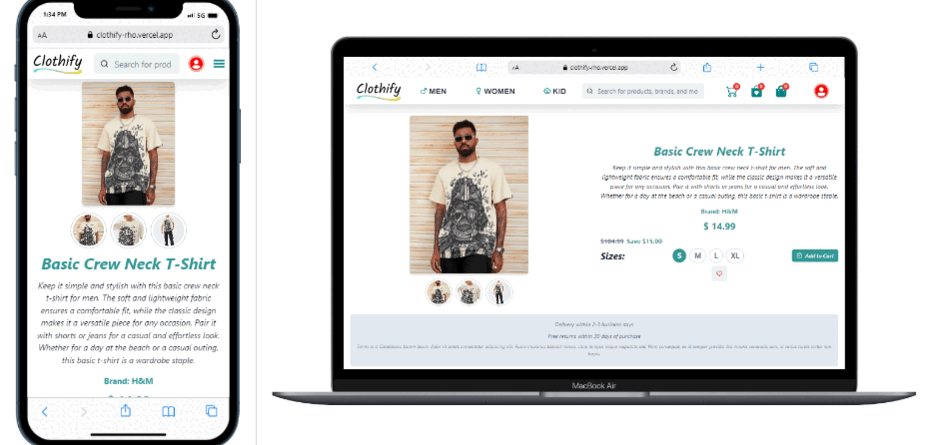 1:34 PM
5G
AA
clothify-rho.vercel.app
Clothify
Search for prod
Basic Crew Neck T-Shirt
Keep it simple and stylish with this basic crew neck
t-shirt for men. The soft and lightweight fabric
ensures a comfortable fit, while the classic design
makes it a versatile piece for any occasion. Pair it
with shorts or jeans for a casual and effortless look.
Whether for a day at the beach or a casual outing,
this basic t-shirt is a wardrobe staple.
Brand: H&M
AA
clothify-rho.vercel.app
Clothify
MEN
WOMEN
KID
Search for products, brands, and mo
Basic Crew Neck T-Shirt
Keep it simple and stylish with this basic crew neck t-shirt for men. The soft and
lightweight fabric ensures a comfortable fit, while the classic design makes it a versatile
piece for any occasion. Pair it with shorts or jeans for a casual and effortless look.
Whether for a day at the beach or a casual outing, this basic t-shirt is a wardrobe staple.
Brand: H&M
$ 14.99
Save $15.00
Sizes:
S
M
L
XL
Add to Cart
Delivery within 2-3 business days
Free returns within 30 days of purchase
MacBook Air